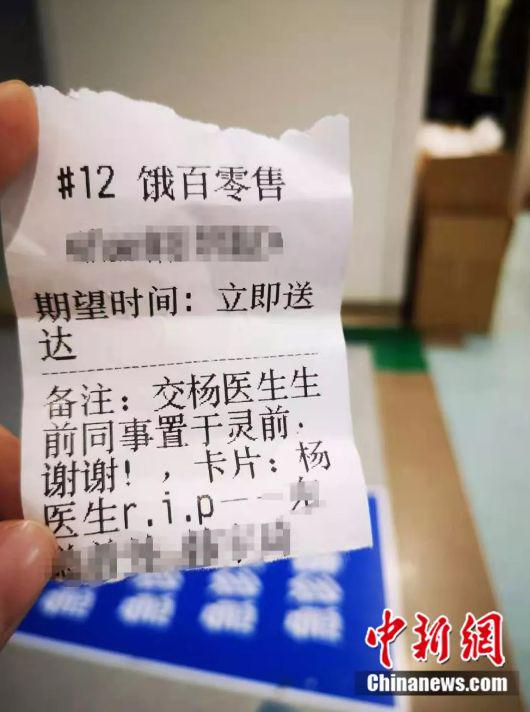 #12 饿百零售
期望时间：立即送
达
备注：交杨医生生
前同事置于灵前，
谢谢！，卡片：杨
医生r.i.p——
中新网
Chinanews.com